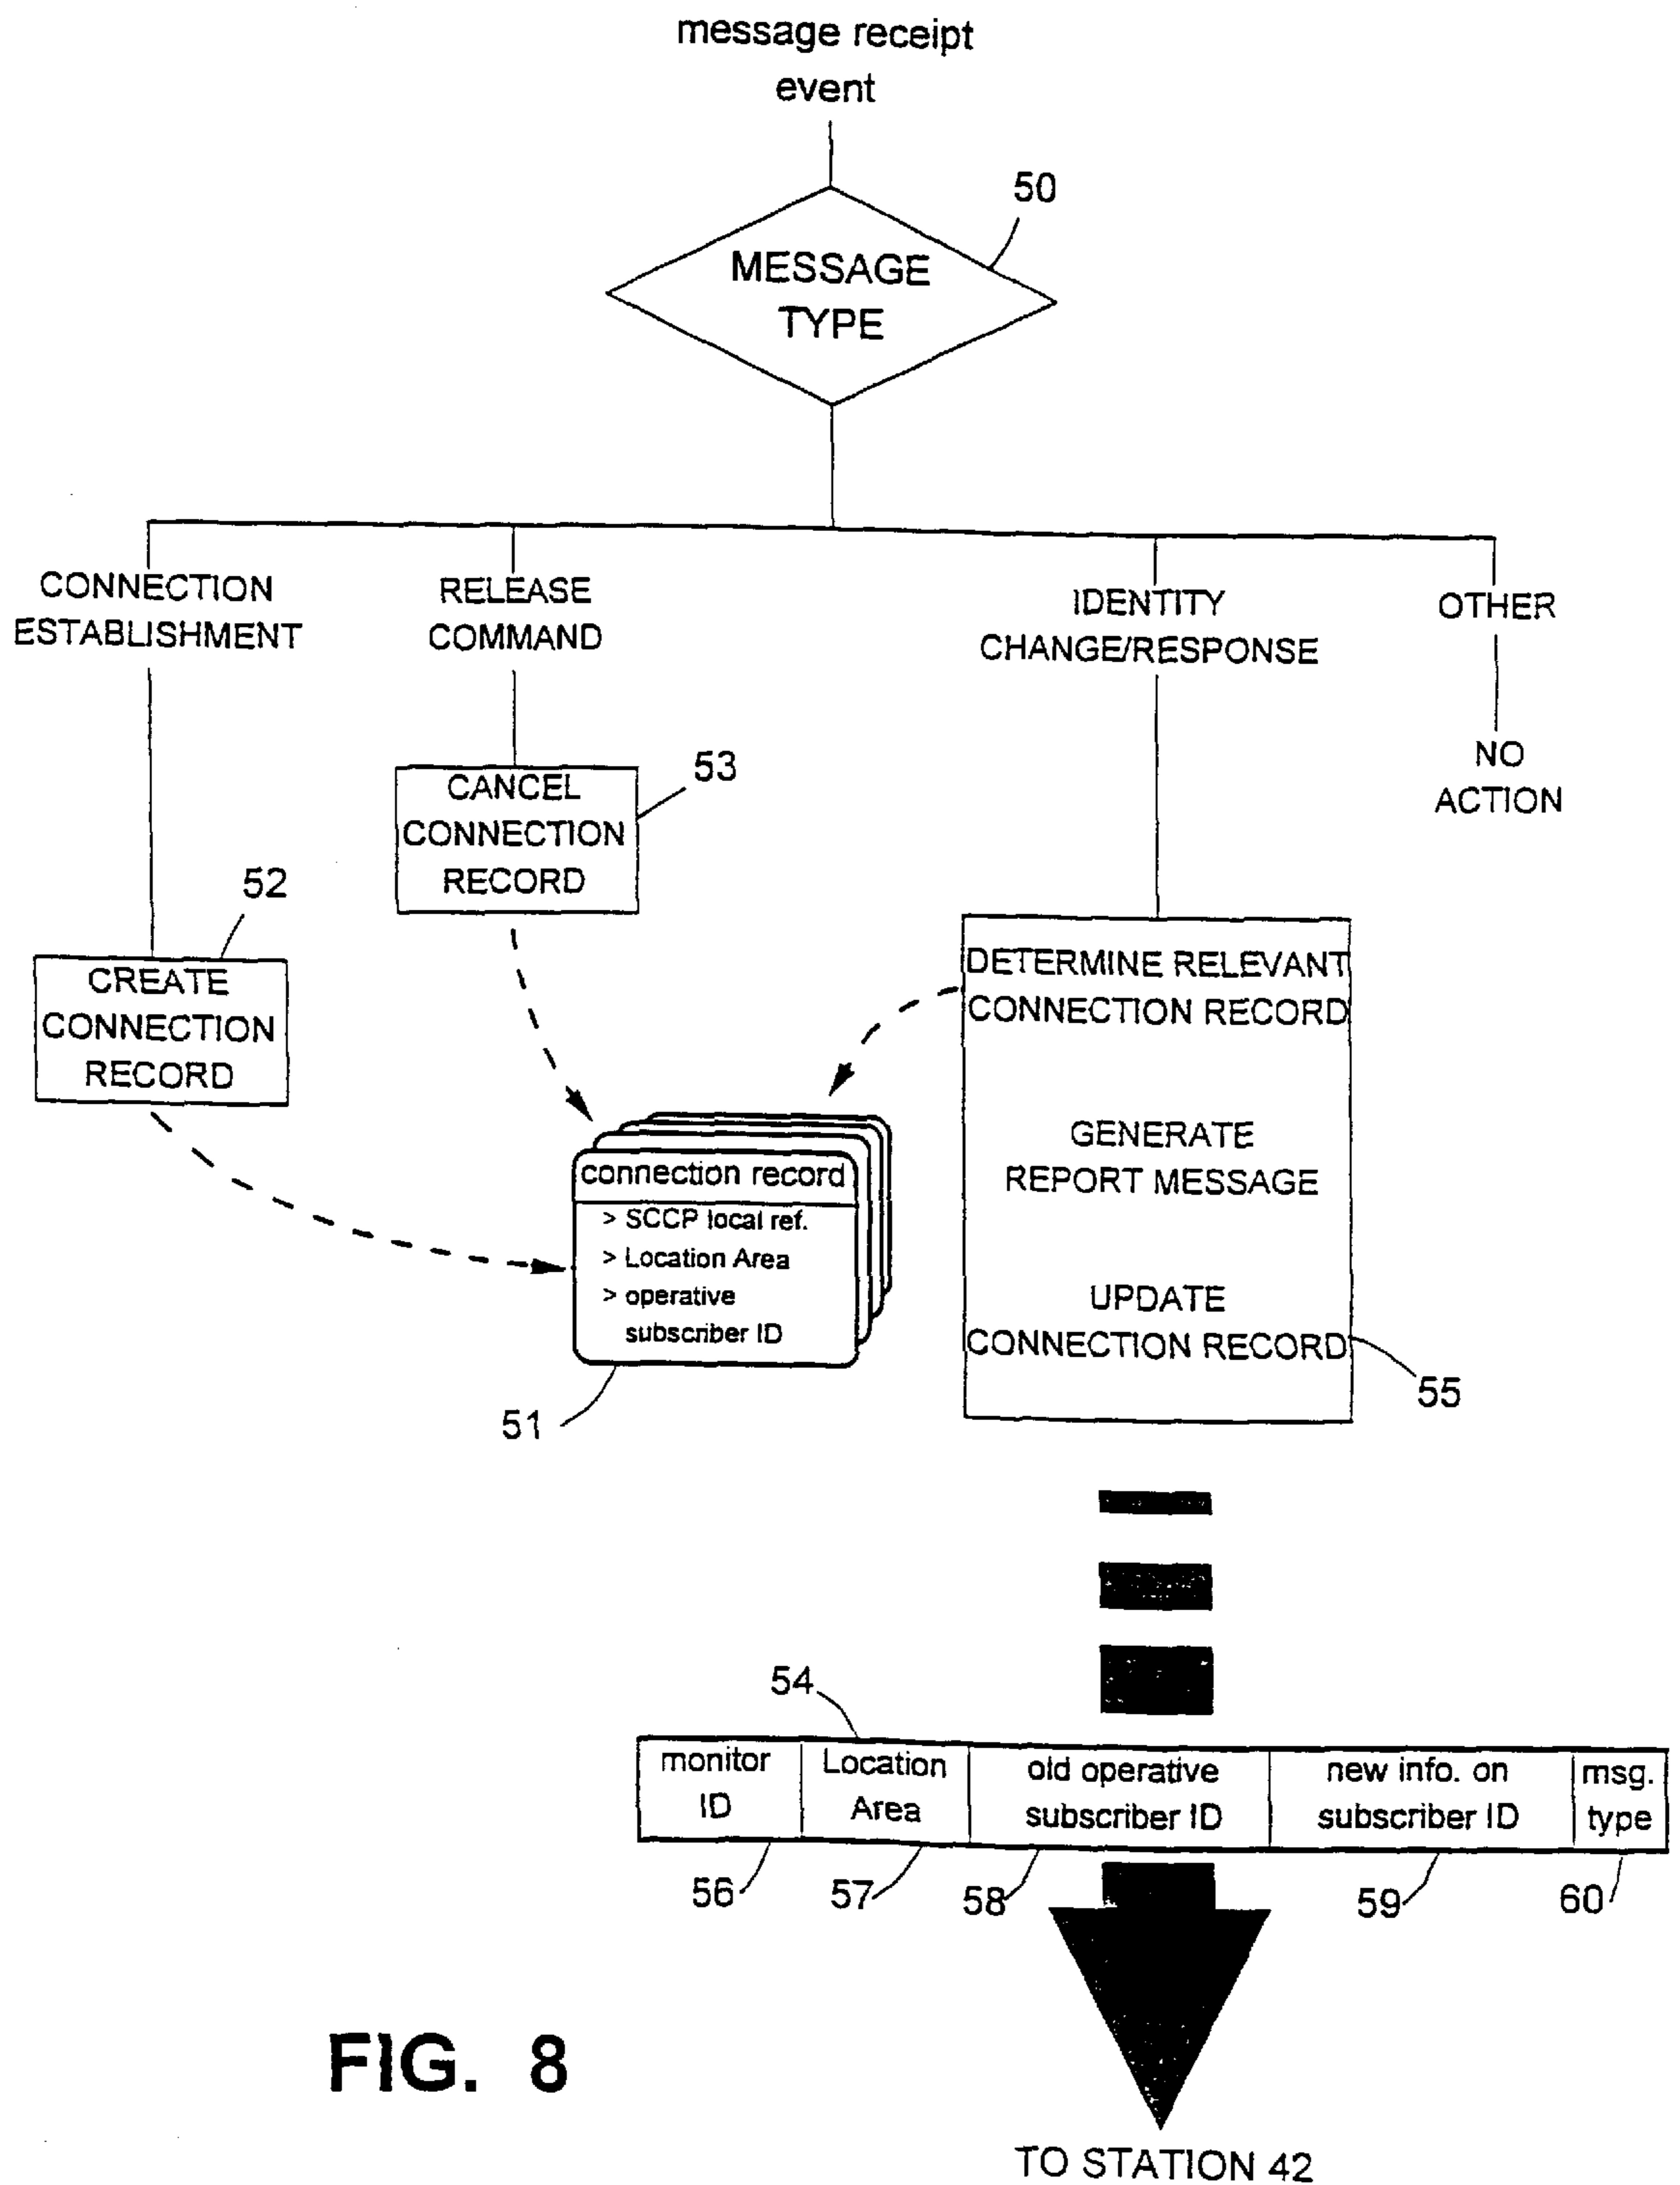 message receipt
event
50
MESSAGE
TYPE
CONNECTION
ESTABLISHMENT
RELEASE
COMMAND
IDENTITY
CHANGE/RESPONSE
OTHER
NO
ACTION
53
CANCEL
CONNECTION
RECORD
52
CREATE
CONNECTION
RECORD
DETERMINE RELEVANT
CONNECTION RECORD
GENERATE
REPORT MESSAGE
UPDATE
CONNECTION RECORD
55
connection record
> SCCP local ref.
> Location Area
> operative
subscriber ID
51
54
monitor
ID
Location
Area
old operative
subscriber ID
new info. on
subscriber ID
msg.
type
56
57
58
59
60
FIG. 8
TO STATION 42